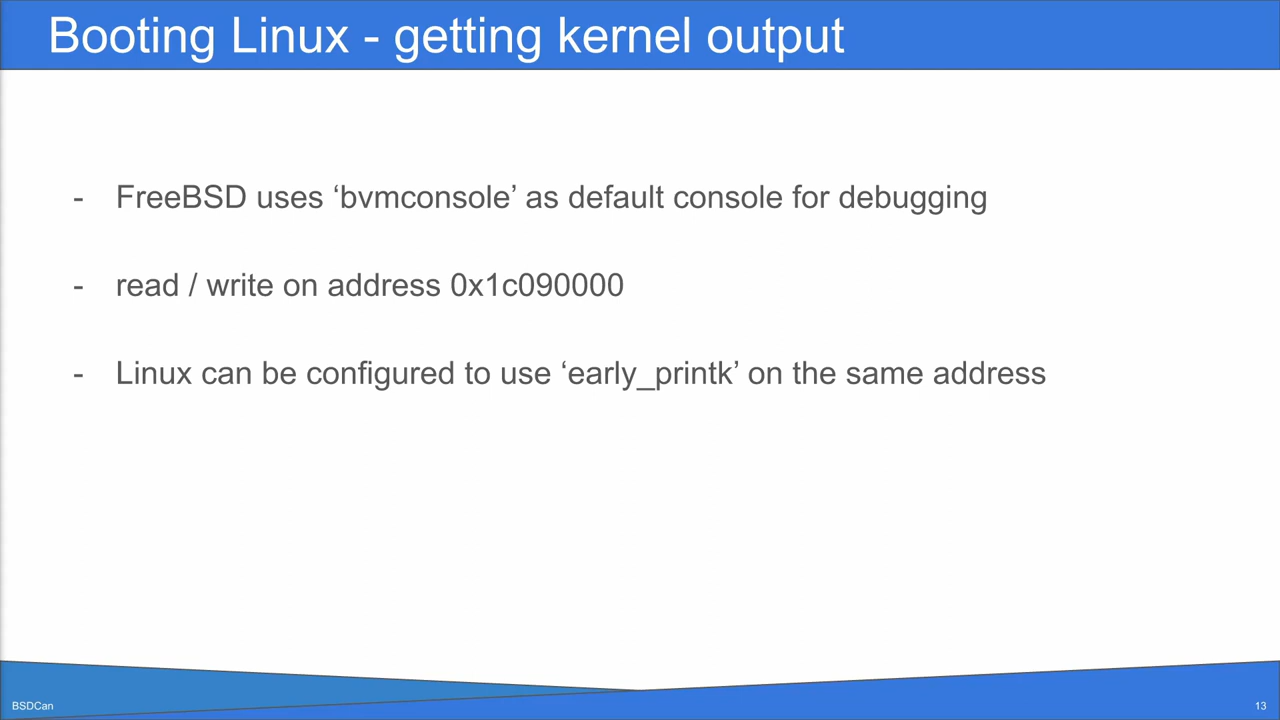 Booting Linux - getting kernel output
- FreeBSD uses ‘bvmconsole’ as default console for debugging
- read / write on address 0x1c090000
- Linux can be configured to use ‘early_printk’ on the same address
BSDCan
13